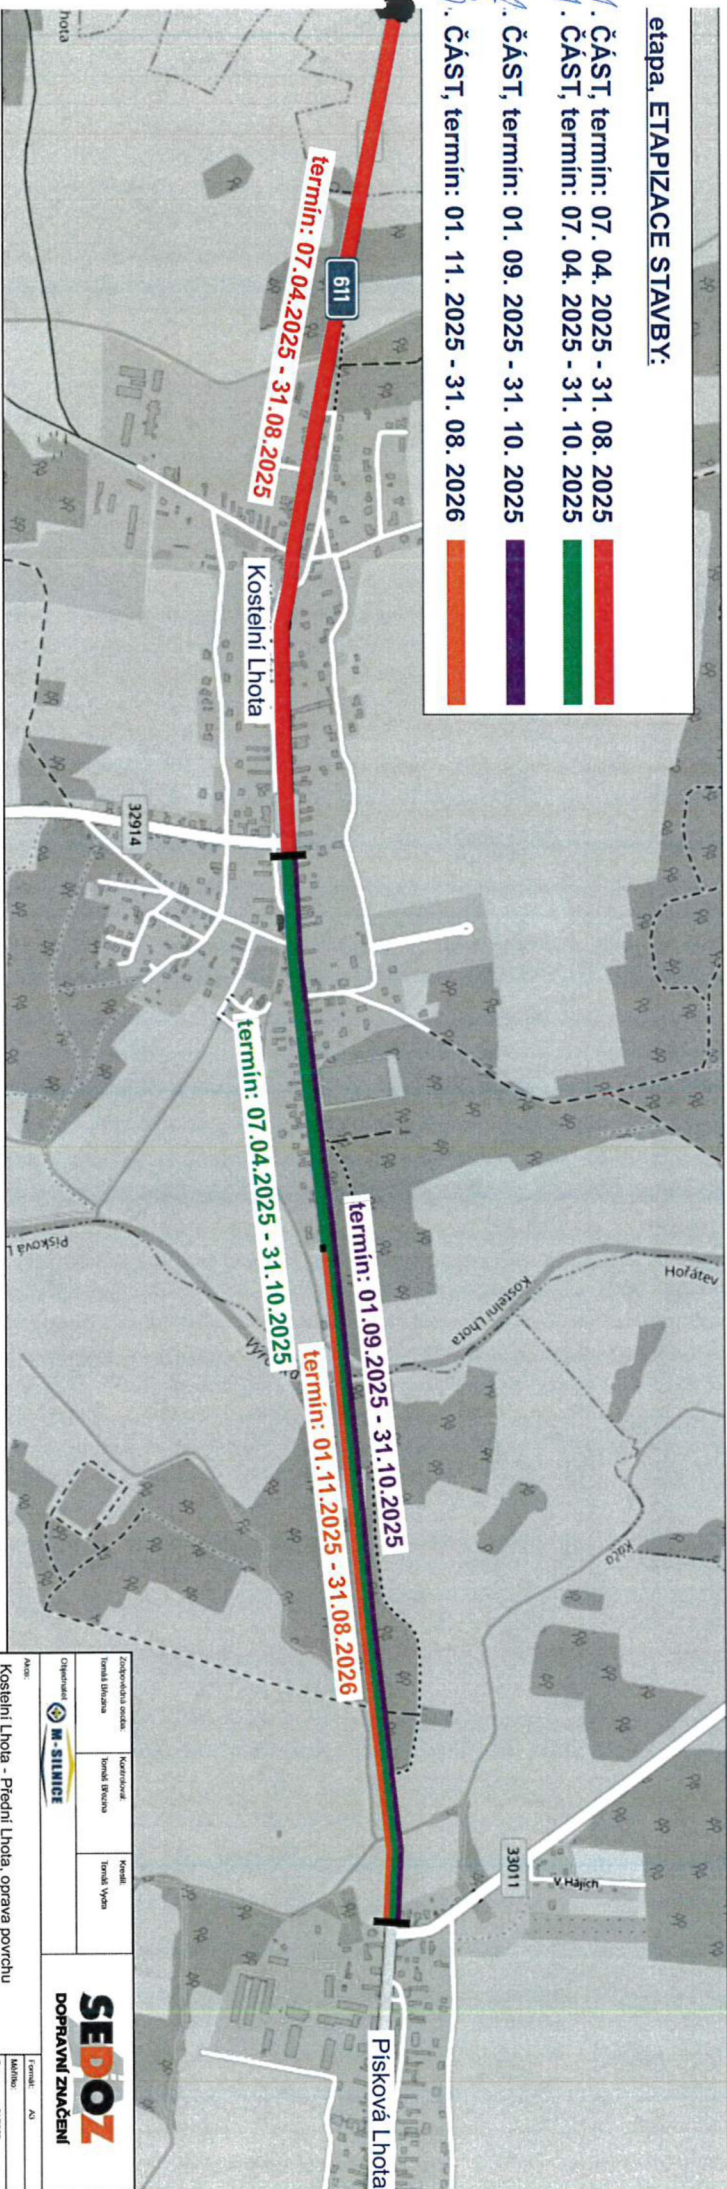 etapa, ETAPIZACE STAVBY:
. ČÁST, termín: 07. 04. 2025 - 31. 08. 2025
. ČÁST, termín: 07. 04. 2025 - 31. 10. 2025
. ČÁST, termín: 01. 09. 2025 - 31. 10. 2025
. ČÁST, termín: 01. 11. 2025 - 31. 08. 2026
hota
611
termín: 07.04.2025 - 31.08.2025
Kostelní Lhota
32914
termín: 07.04.2025 - 31.10.2025
termín: 01.09.2025 - 31.10.2025
termín: 01.11.2025 - 31.08.2026
Písková L
Hořátev
Kostelní Lhota
33011
V Hájích
Písková Lhota
Zodpovědná osoba:
Tomáš Březina
Kontroloval:
Tomáš Březina
Kreslil:
Tomáš Vydra
Objednatel:
M-SILNICE
SEDOZ
DOPRAVNÍ ZNAČENÍ
Akce:
Kostelní Lhota - Přední Lhota, oprava povrchu
Formát: A3
Měřítko: